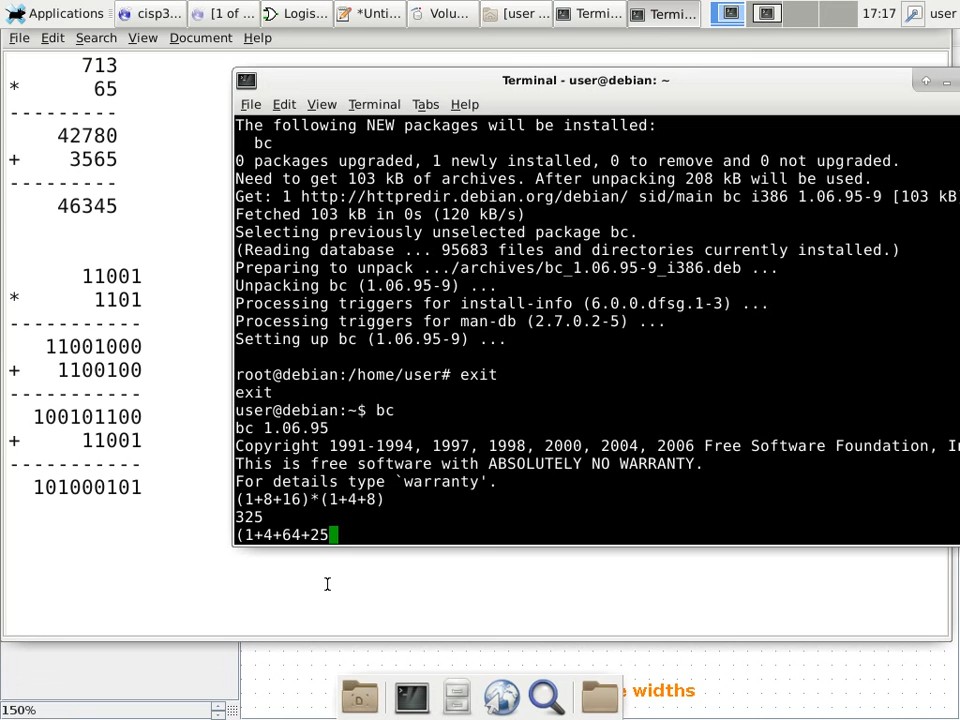 Applications cisp3... [1 of ... Logis... *Unti... Volu... [user ... Termi... Termi... 17:17 user
File Edit Search View Document Help
713
* 65
---------
42780
+ 3565
---------
46345
11001
* 1101
-----------
11001000
+ 1100100
-----------
100101100
+ 11001
-----------
101000101
Terminal - user@debian: ~
File Edit View Terminal Tabs Help
The following NEW packages will be installed:
bc
0 packages upgraded, 1 newly installed, 0 to remove and 0 not upgraded.
Need to get 103 kB of archives. After unpacking 208 kB will be used.
Get: 1 http://httpredir.debian.org/debian/ sid/main bc i386 1.06.95-9 [103 kB
Fetched 103 kB in 0s (120 kB/s)
Selecting previously unselected package bc.
(Reading database ... 95683 files and directories currently installed.)
Preparing to unpack .../archives/bc_1.06.95-9_i386.deb ...
Unpacking bc (1.06.95-9) ...
Processing triggers for install-info (6.0.0.dfsg.1-3) ...
Processing triggers for man-db (2.7.0.2-5) ...
Setting up bc (1.06.95-9) ...
root@debian:/home/user# exit
exit
user@debian:~$ bc
bc 1.06.95
Copyright 1991-1994, 1997, 1998, 2000, 2004, 2006 Free Software Foundation, In
This is free software with ABSOLUTELY NO WARRANTY.
For details type `warranty'.
(1+8+16)*(1+4+8)
325
(1+4+64+25
widths
150%